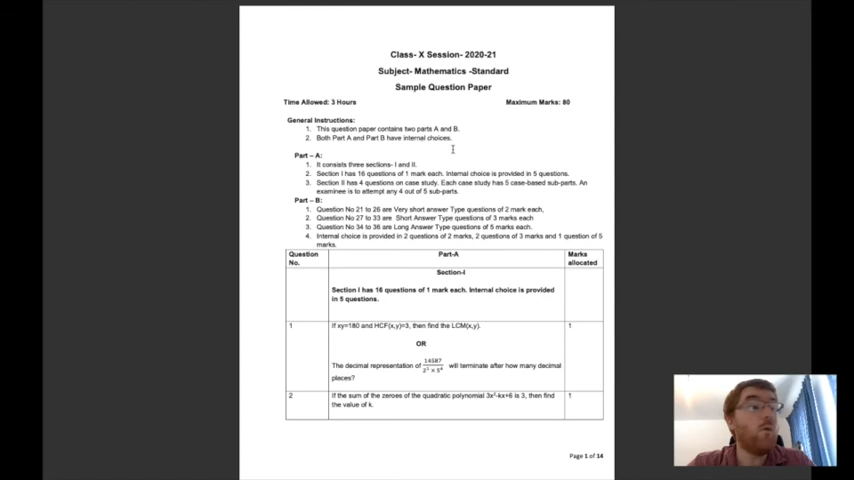 Class- X Session- 2020-21
Subject- Mathematics -Standard
Sample Question Paper
Time Allowed: 3 Hours Maximum Marks: 80
General Instructions:
1. This question paper contains two parts A and B.
2. Both Part A and Part B have internal choices.
Part – A:
1. It consists three sections- I and II.
2. Section I has 16 questions of 1 mark each. Internal choice is provided in 5 questions.
3. Section II has 4 questions on case study. Each case study has 5 case-based sub-parts. An
examinee is to attempt any 4 out of 5 sub-parts.
Part – B:
1. Question No 21 to 26 are Very short answer Type questions of 2 mark each,
2. Question No 27 to 33 are Short Answer Type questions of 3 marks each
3. Question No 34 to 36 are Long Answer Type questions of 5 marks each.
4. Internal choice is provided in 2 questions of 2 marks, 2 questions of 3 marks and 1 question of 5
marks.
Question Part-A Marks
No. allocated
Section-I
Section I has 16 questions of 1 mark each. Internal choice is provided
in 5 questions.
1 If xy=180 and HCF(x,y)=3, then find the LCM(x,y). 1
OR
The decimal representation of 14587 / 2¹ × 5⁴ will terminate after how many decimal
places?
2 If the sum of the zeroes of the quadratic polynomial 3x²-kx+6 is 3, then find 1
the value of k.
Page 1 of 14